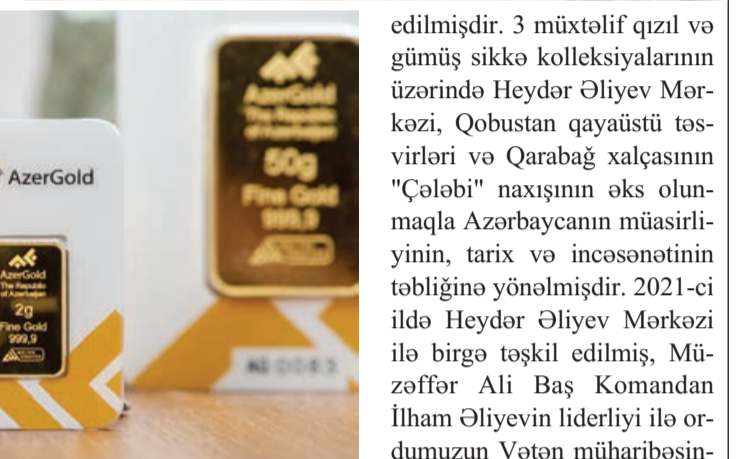 AzerGold
AzerGold
The Republic
of Azerbaijan
2g
Fine Gold
999,9
AzerGold
The Republic
of Azerbaijan
50g
Fine Gold
999,9
AG 0083
edilmişdir. 3 müxtəlif qızıl və
gümüş sikkə kolleksiyalarının
üzərində Heydər Əliyev Mər-
kəzi, Qobustan qayaüstü təs-
virləri və Qarabağ xalçasının
"Çələbi" naxışının əks olun-
maqla Azərbaycanın müasirli-
yinin, tarix və incəsənətinin
təbliğinə yönəlmişdir. 2021-ci
ildə Heydər Əliyev Mərkəzi
ilə birgə təşkil edilmiş, Mü-
zəffər Ali Baş Komandan
İlham Əliyevin liderliyi ilə or-
dumuzun Vətən müharibəsin-